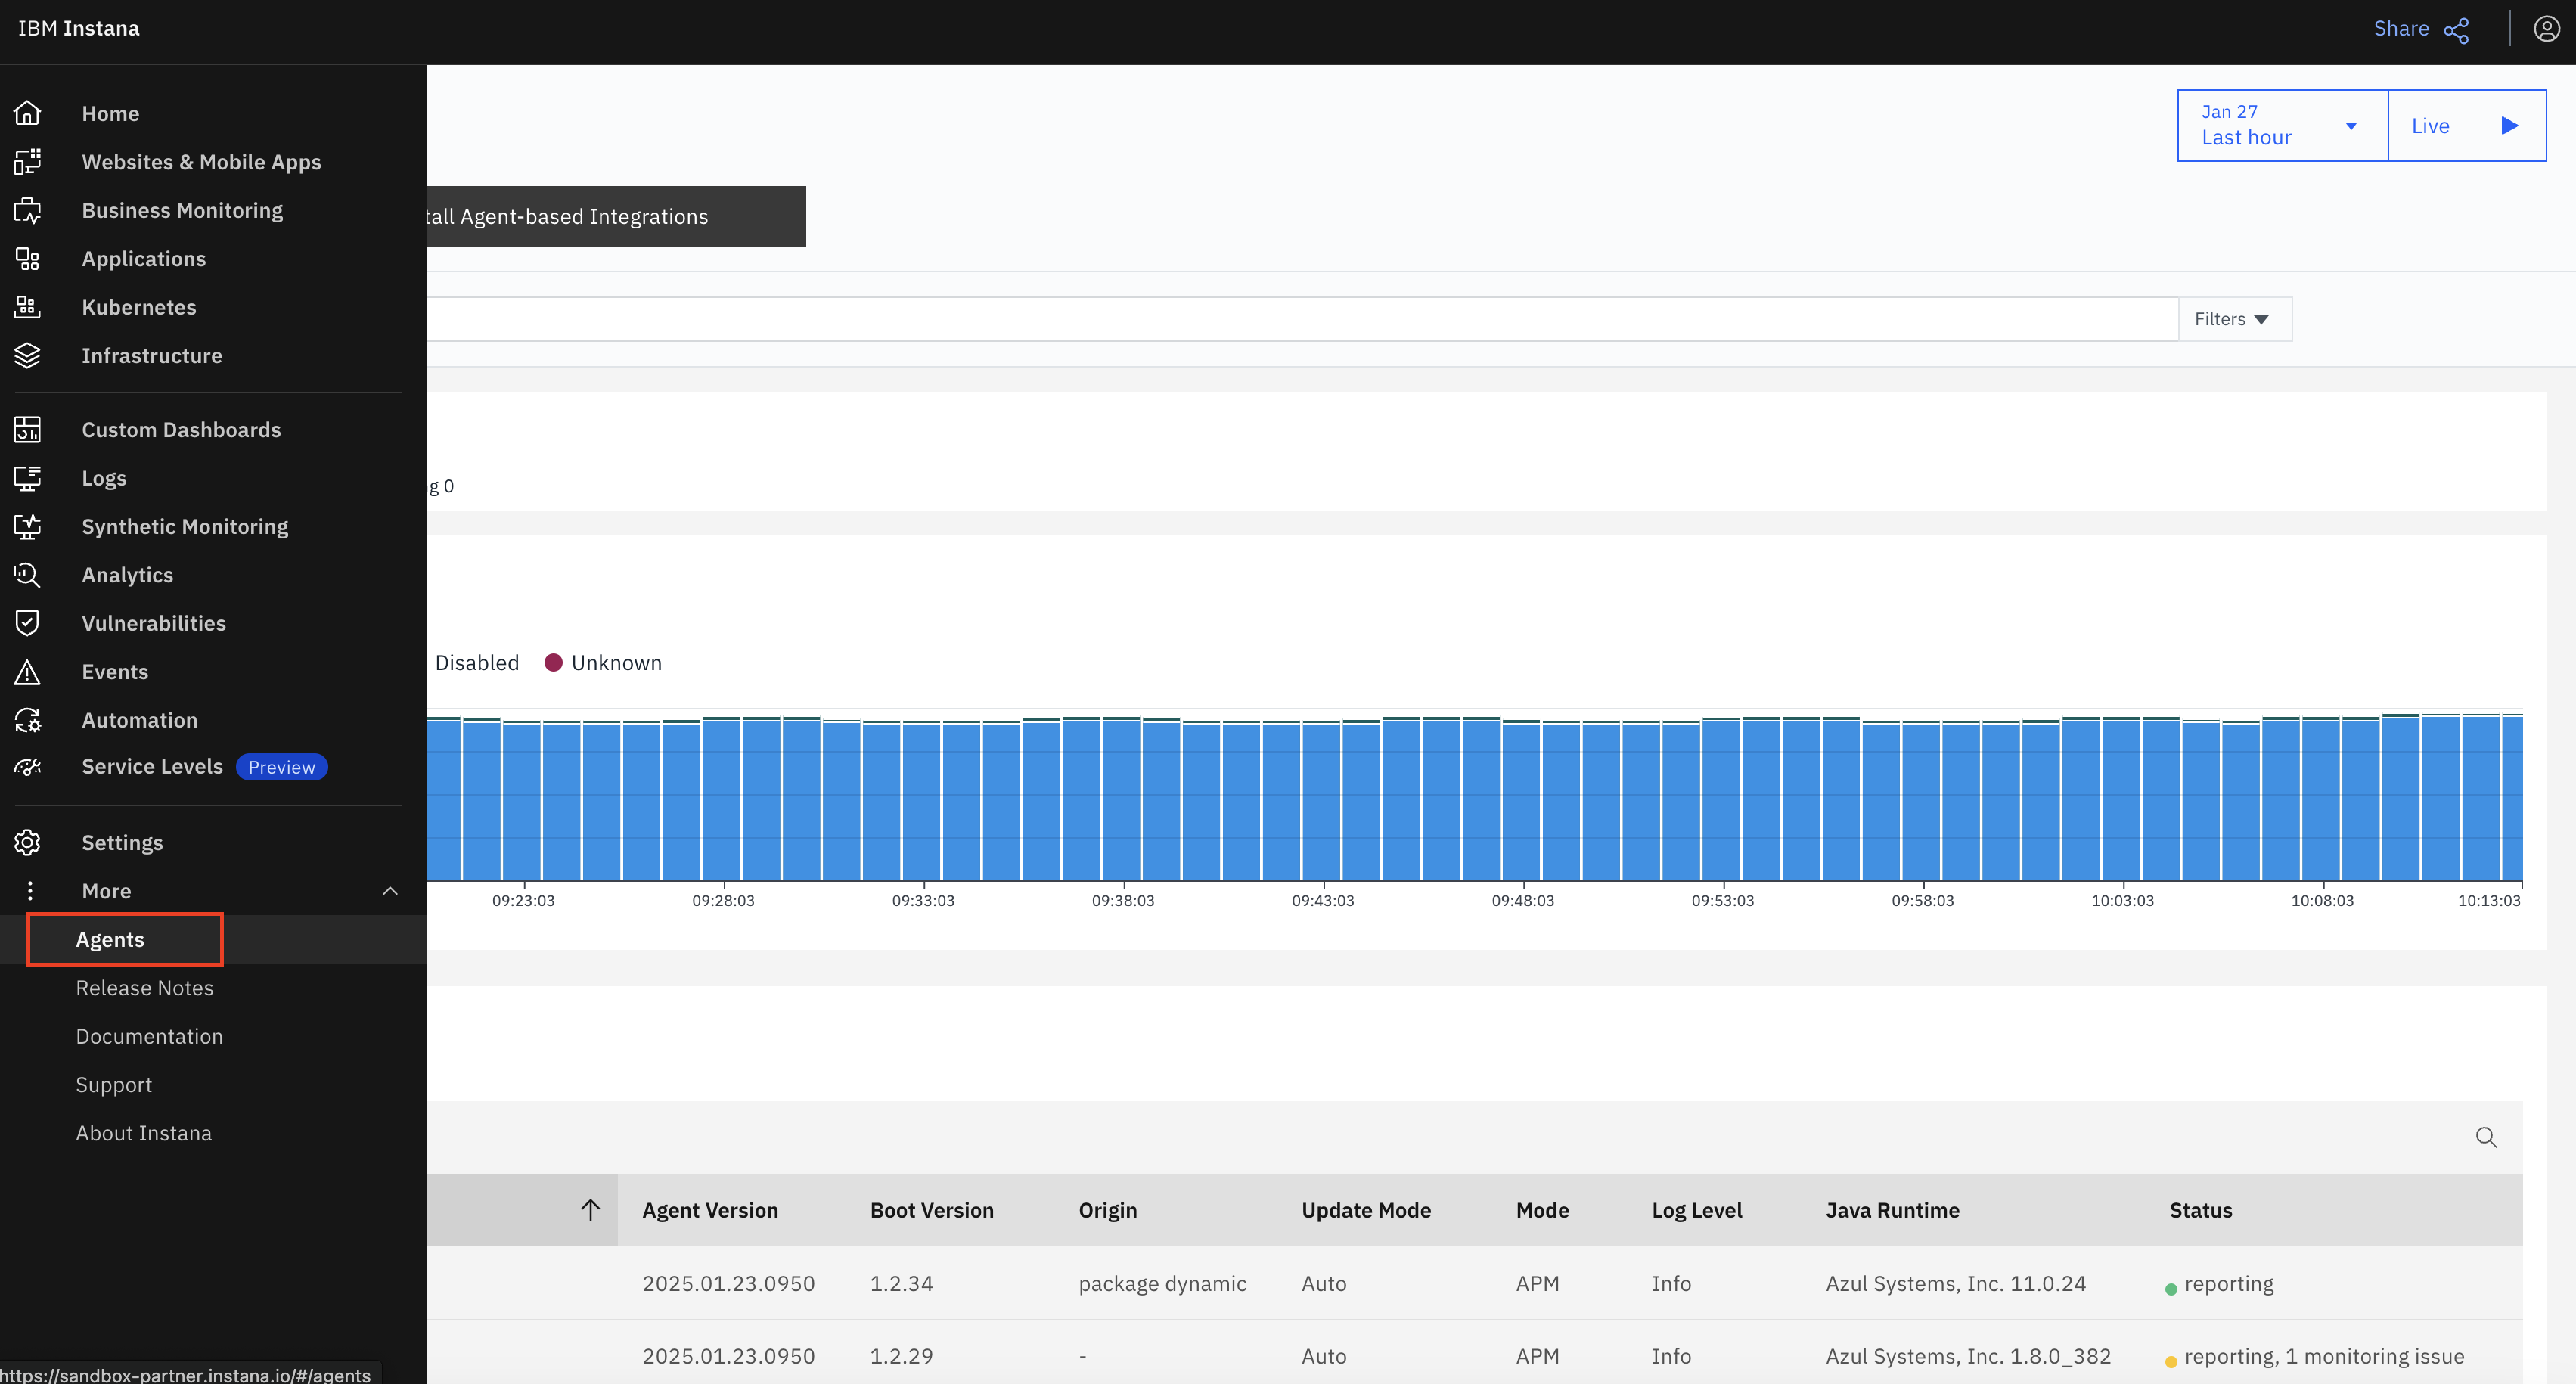 IBM Instana
Share
Home
Websites & Mobile Apps
Business Monitoring
Applications
Kubernetes
Infrastructure
Custom Dashboards
Logs
Synthetic Monitoring
Analytics
Vulnerabilities
Events
Automation
Service Levels Preview
Settings
More
Agents
Release Notes
Documentation
Support
About Instana
https://sandbox-partner.instana.io/#/agents
Jan 27
Last hour
Live
tall Agent-based Integrations
Filters
g 0
Disabled Unknown
09:23:03 09:28:03 09:33:03 09:38:03 09:43:03 09:48:03 09:53:03 09:58:03 10:03:03 10:08:03 10:13:03
Agent Version Boot Version Origin Update Mode Mode Log Level Java Runtime Status
2025.01.23.0950 1.2.34 package dynamic Auto APM Info Azul Systems, Inc. 11.0.24 reporting
2025.01.23.0950 1.2.29 - Auto APM Info Azul Systems, Inc. 1.8.0_382 reporting, 1 monitoring issue